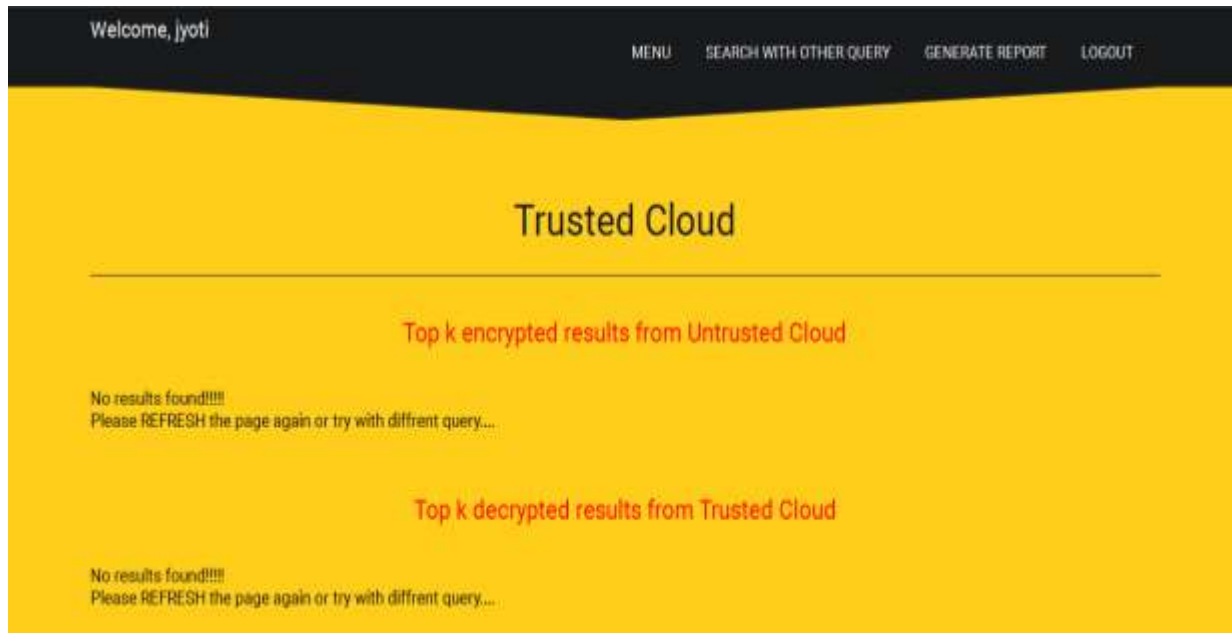 Welcome, jyoti
MENU SEARCH WITH OTHER QUERY GENERATE REPORT LOGOUT
Trusted Cloud
Top k encrypted results from Untrusted Cloud
No results found!!!!!
Please REFRESH the page again or try with diffrent query....
Top k decrypted results from Trusted Cloud
No results found!!!!!
Please REFRESH the page again or try with diffrent query....